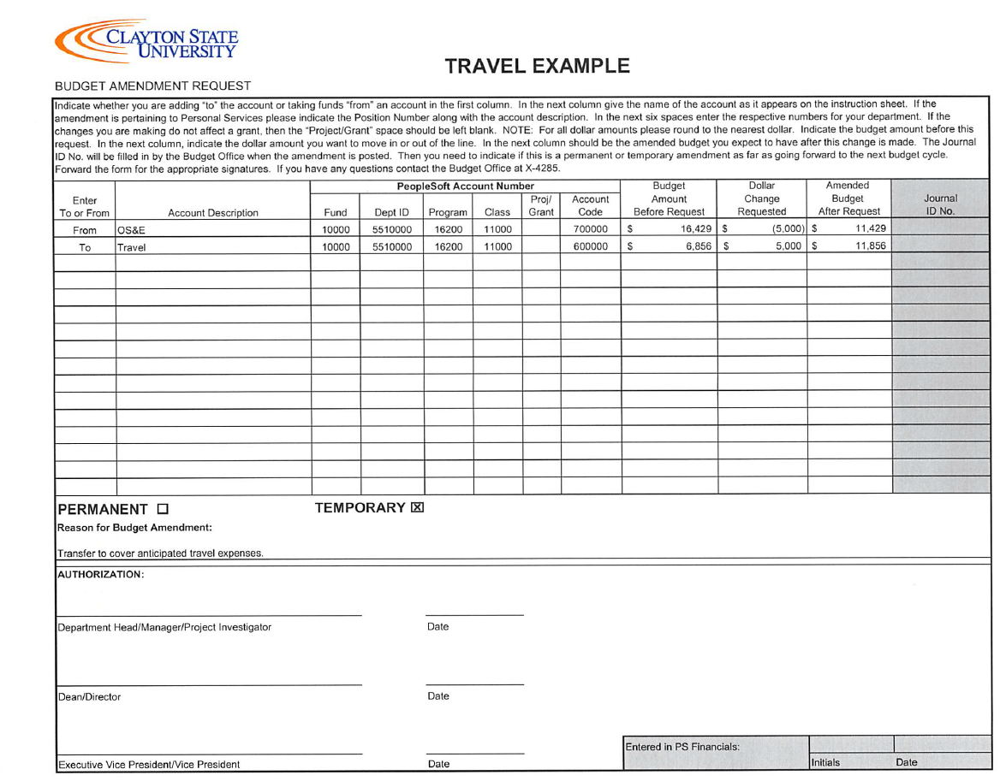 CLAYTON STATE
UNIVERSITY
TRAVEL EXAMPLE
BUDGET AMENDMENT REQUEST
Indicate whether you are adding "to" the account or taking funds "from" an account in the first column. In the next column give the name of the account as it appears on the instruction sheet. If the
amendment is pertaining to Personal Services please indicate the Position Number along with the account description. In the next six spaces enter the respective numbers for your department. If the
changes you are making do not affect a grant, then the "Project/Grant" space should be left blank. NOTE: For all dollar amounts please round to the nearest dollar. Indicate the budget amount before this
request. In the next column, indicate the dollar amount you want to move in or out of the line. In the next column should be the amended budget you expect to have after this change is made. The Journal
ID No. will be filled in by the Budget Office when the amendment is posted. Then you need to indicate if this is a permanent or temporary amendment as far as going forward to the next budget cycle.
Forward the form for the appropriate signatures. If you have any questions contact the Budget Office at X-4285.
PeopleSoft Account Number Budget Dollar Amended
Enter Proj/ Account Amount Change Budget Journal
To or From Account Description Fund Dept ID Program Class Grant Code Before Request Requested After Request ID No.
From OS&E 10000 5510000 16200 11000 700000 $ 16,429 $ (5,000) $ 11,429
To Travel 10000 5510000 16200 11000 600000 $ 6,856 $ 5,000 $ 11,856
PERMANENT ☐ TEMPORARY ☒
Reason for Budget Amendment:
Transfer to cover anticipated travel expenses.
AUTHORIZATION:
Department Head/Manager/Project Investigator Date
Dean/Director Date
Entered in PS Financials:
Executive Vice President/Vice President Date Initials Date